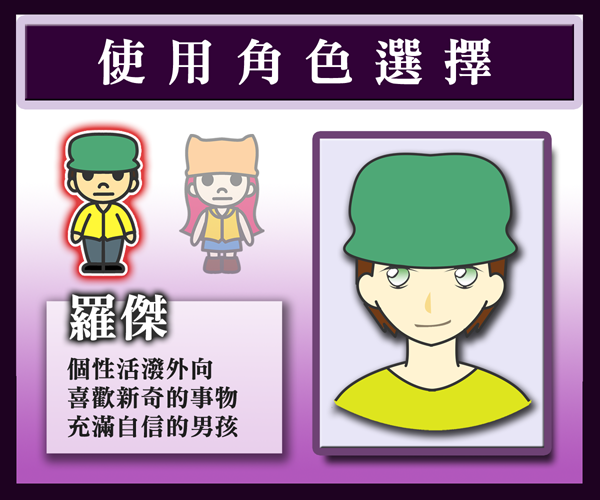 使用角色選擇
羅傑
個性活潑外向
喜歡新奇的事物
充滿自信的男孩